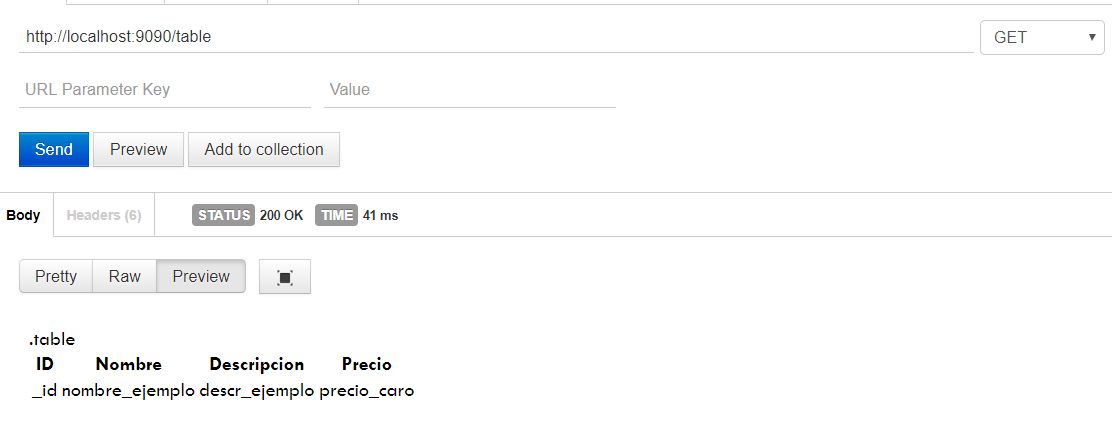 http://localhost:9090/table GET
URL Parameter Key Value
Send Preview Add to collection
Body Headers (6) STATUS 200 OK TIME 41 ms
Pretty Raw Preview
.table
ID Nombre Descripcion Precio
_id nombre_ejemplo descr_ejemplo precio_caro